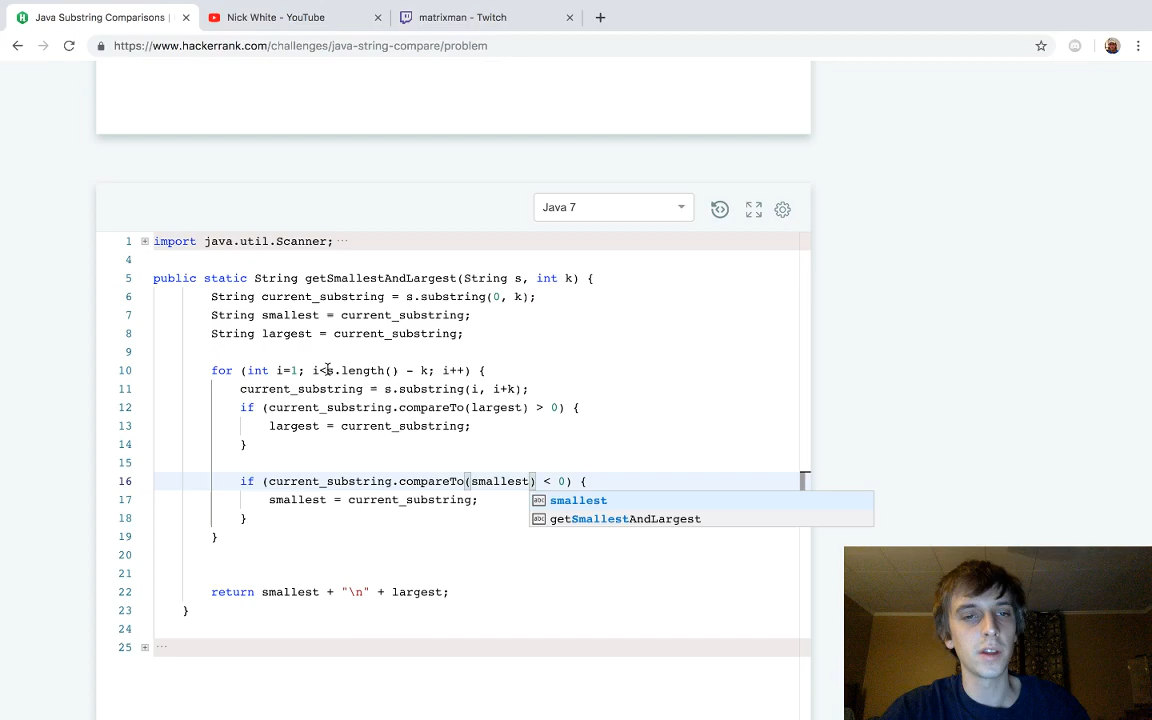 Java Substring Comparisons |
Nick White - YouTube
matrixman - Twitch
https://www.hackerrank.com/challenges/java-string-compare/problem
Java 7
1 import java.util.Scanner; ...
4
5 public static String getSmallestAndLargest(String s, int k) {
6 String current_substring = s.substring(0, k);
7 String smallest = current_substring;
8 String largest = current_substring;
9
10 for (int i=1; i<s.length() - k; i++) {
11 current_substring = s.substring(i, i+k);
12 if (current_substring.compareTo(largest) > 0) {
13 largest = current_substring;
14 }
15
16 if (current_substring.compareTo(smallest) < 0) {
17 smallest = current_substring;
abc smallest
18 }
abc getSmallestAndLargest
19 }
20
21
22 return smallest + "\n" + largest;
23 }
24
25 ...